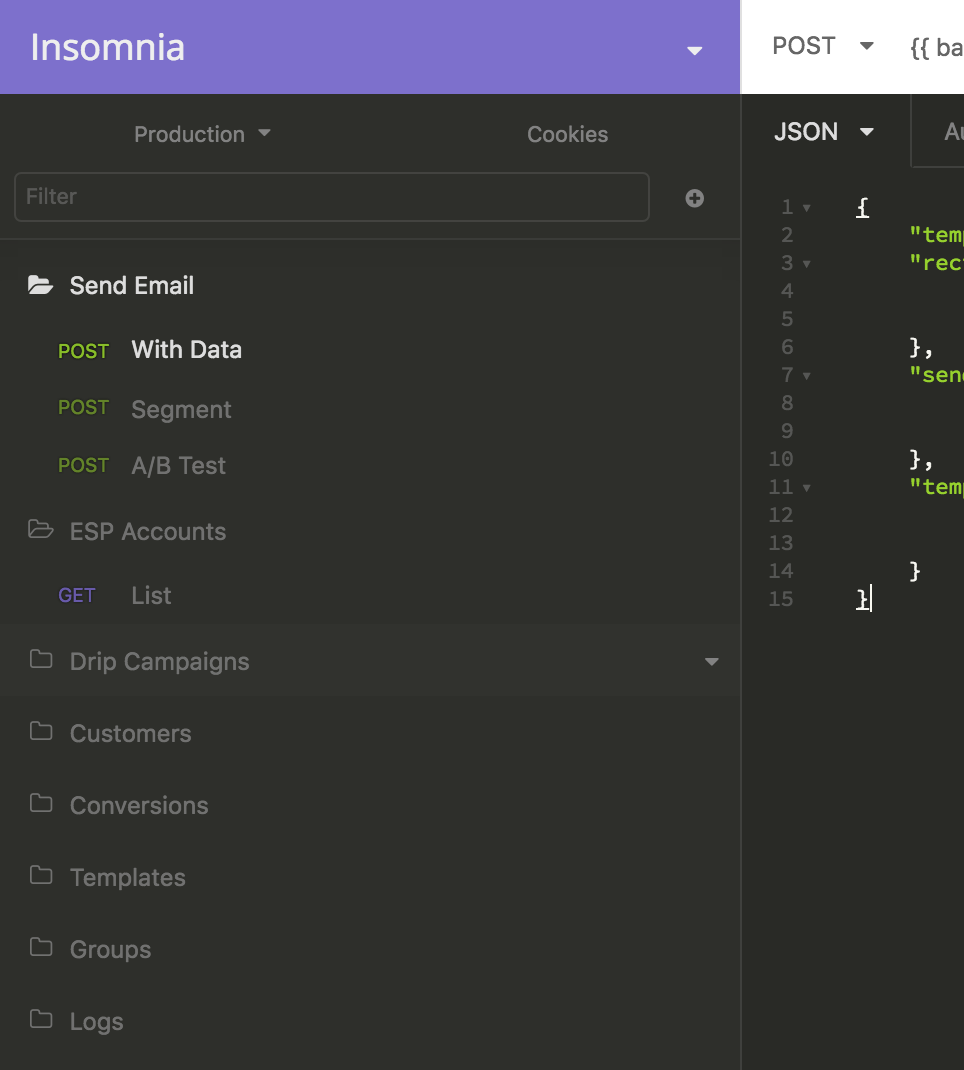 Insomnia
POST {{ ba
Production Cookies
JSON Au
Filter
Send Email
POST With Data
POST Segment
POST A/B Test
ESP Accounts
GET List
Drip Campaigns
Customers
Conversions
Templates
Groups
Logs
1 {
2 "temp
3 "rec
4
5
6 },
7 "send
8
9
10 },
11 "temp
12
13
14 }
15 }